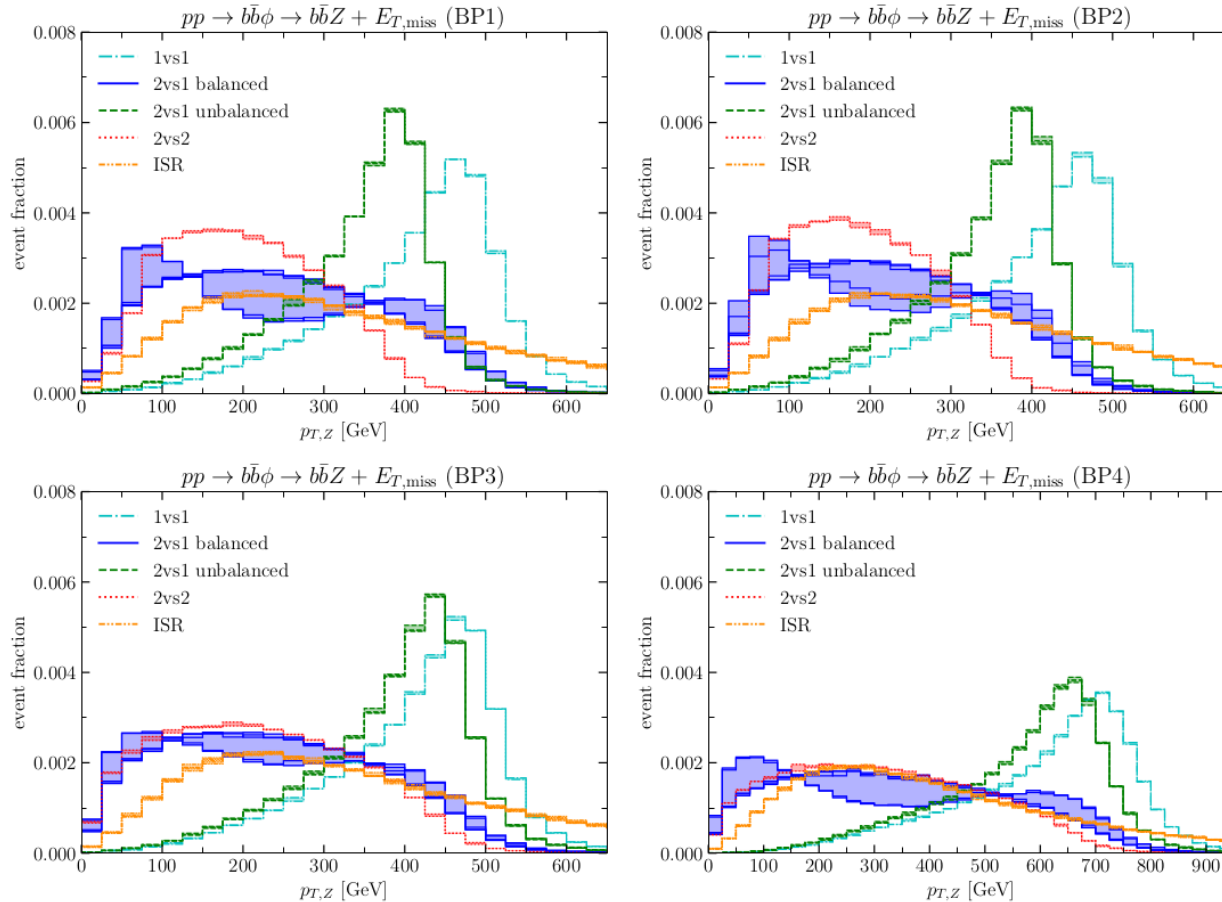 pp → bb̄ϕ → bb̄Z + E_T,miss (BP1)
0.008
0.006
0.004
0.002
0.000
event fraction
1vs1
2vs1 balanced
2vs1 unbalanced
2vs2
ISR
0 100 200 300 400 500 600
p_T,Z [GeV]
pp → bb̄ϕ → bb̄Z + E_T,miss (BP2)
0.008
0.006
0.004
0.002
0.000
event fraction
1vs1
2vs1 balanced
2vs1 unbalanced
2vs2
ISR
0 100 200 300 400 500 600
p_T,Z [GeV]
pp → bb̄ϕ → bb̄Z + E_T,miss (BP3)
0.008
0.006
0.004
0.002
0.000
event fraction
1vs1
2vs1 balanced
2vs1 unbalanced
2vs2
ISR
0 100 200 300 400 500 600
p_T,Z [GeV]
pp → bb̄ϕ → bb̄Z + E_T,miss (BP4)
0.008
0.006
0.004
0.002
0.000
event fraction
1vs1
2vs1 balanced
2vs1 unbalanced
2vs2
ISR
0 100 200 300 400 500 600 700 800 900
p_T,Z [GeV]